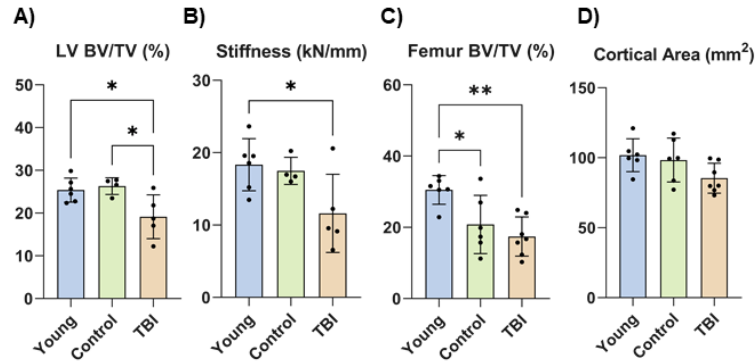 A) B) C) D)
LV BV/TV (%) Stiffness (kN/mm) Femur BV/TV (%) Cortical Area (mm²)
50 40 30 20 10 0
* *
Young Control TBI
30 20 10 0
*
Young Control TBI
60 40 20 0
** *
Young Control TBI
150 100 50 0
Young Control TBI